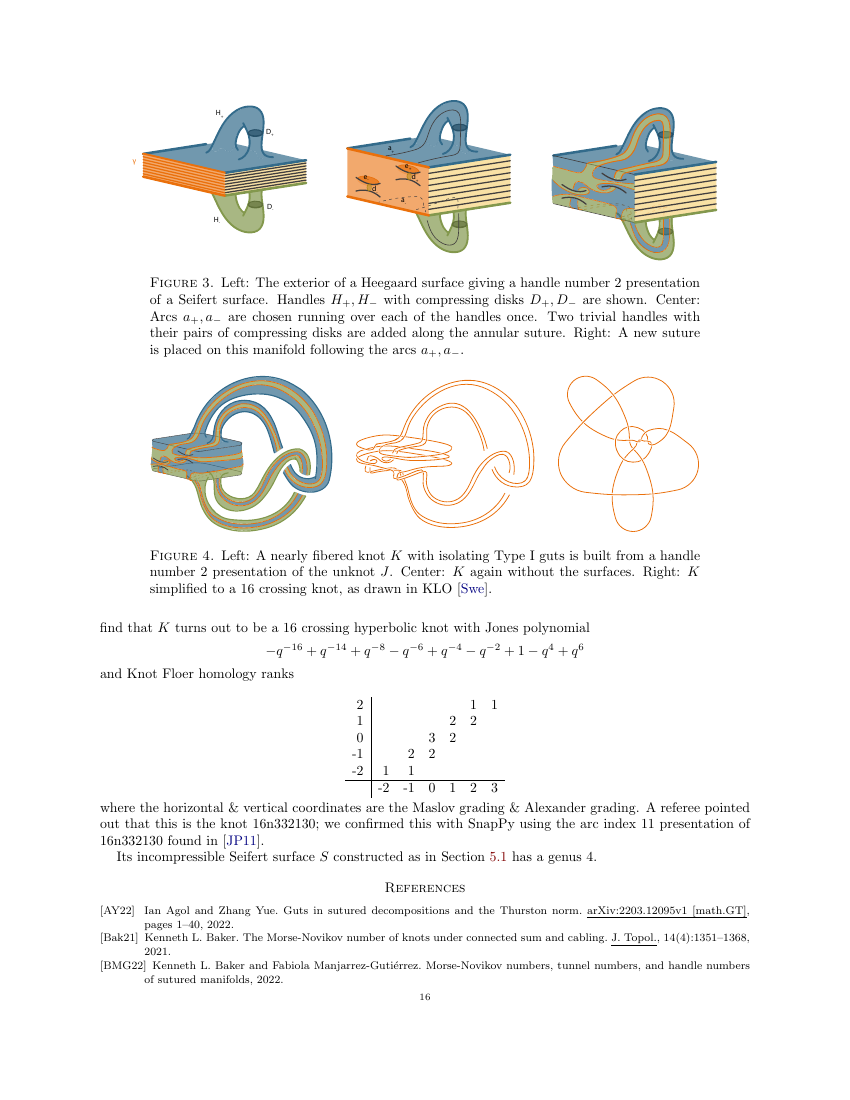 H₊
D₊
γ
D₋
H₋
a₊
e
d
e
d
a
FIGURE 3. Left: The exterior of a Heegaard surface giving a handle number 2 presentation
of a Seifert surface. Handles H₊, H₋ with compressing disks D₊, D₋ are shown. Center:
Arcs a₊, a₋ are chosen running over each of the handles once. Two trivial handles with
their pairs of compressing disks are added along the annular suture. Right: A new suture
is placed on this manifold following the arcs a₊, a₋.
FIGURE 4. Left: A nearly fibered knot K with isolating Type I guts is built from a handle
number 2 presentation of the unknot J. Center: K again without the surfaces. Right: K
simplified to a 16 crossing knot, as drawn in KLO [Swe].
find that K turns out to be a 16 crossing hyperbolic knot with Jones polynomial
−q⁻¹⁶ + q⁻¹⁴ + q⁻⁸ − q⁻⁶ + q⁻⁴ − q⁻² + 1 − q⁴ + q⁶
and Knot Floer homology ranks
2 1 1
1 2 2
0 3 2
-1 2 2
-2 1 1
-2 -1 0 1 2 3
where the horizontal & vertical coordinates are the Maslov grading & Alexander grading. A referee pointed
out that this is the knot 16n332130; we confirmed this with SnapPy using the arc index 11 presentation of
16n332130 found in [JP11].
Its incompressible Seifert surface S constructed as in Section 5.1 has a genus 4.
REFERENCES
[AY22] Ian Agol and Zhang Yue. Guts in sutured decompositions and the Thurston norm. arXiv:2203.12095v1 [math.GT],
pages 1–40, 2022.
[Bak21] Kenneth L. Baker. The Morse-Novikov number of knots under connected sum and cabling. J. Topol., 14(4):1351–1368,
2021.
[BMG22] Kenneth L. Baker and Fabiola Manjarrez-Gutiérrez. Morse-Novikov numbers, tunnel numbers, and handle numbers
of sutured manifolds, 2022.
16